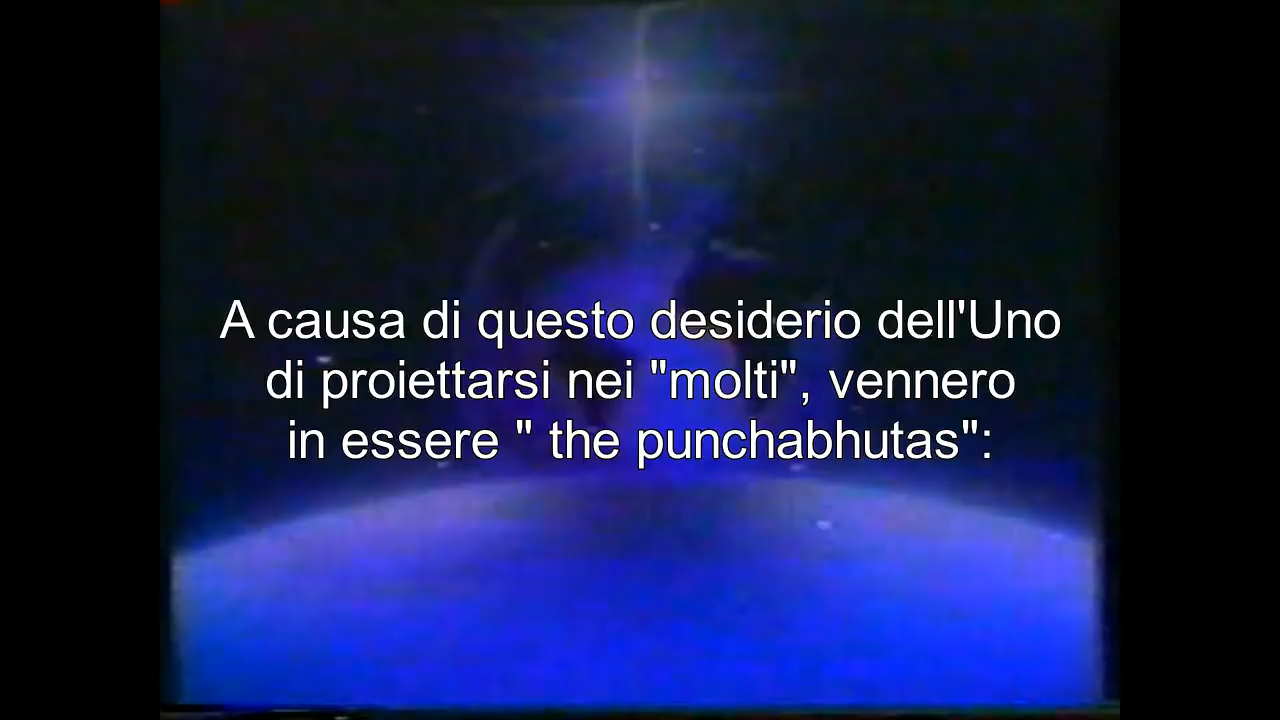 A causa di questo desiderio dell'Uno
di proiettarsi nei "molti", vennero
in essere " the punchabhutas":